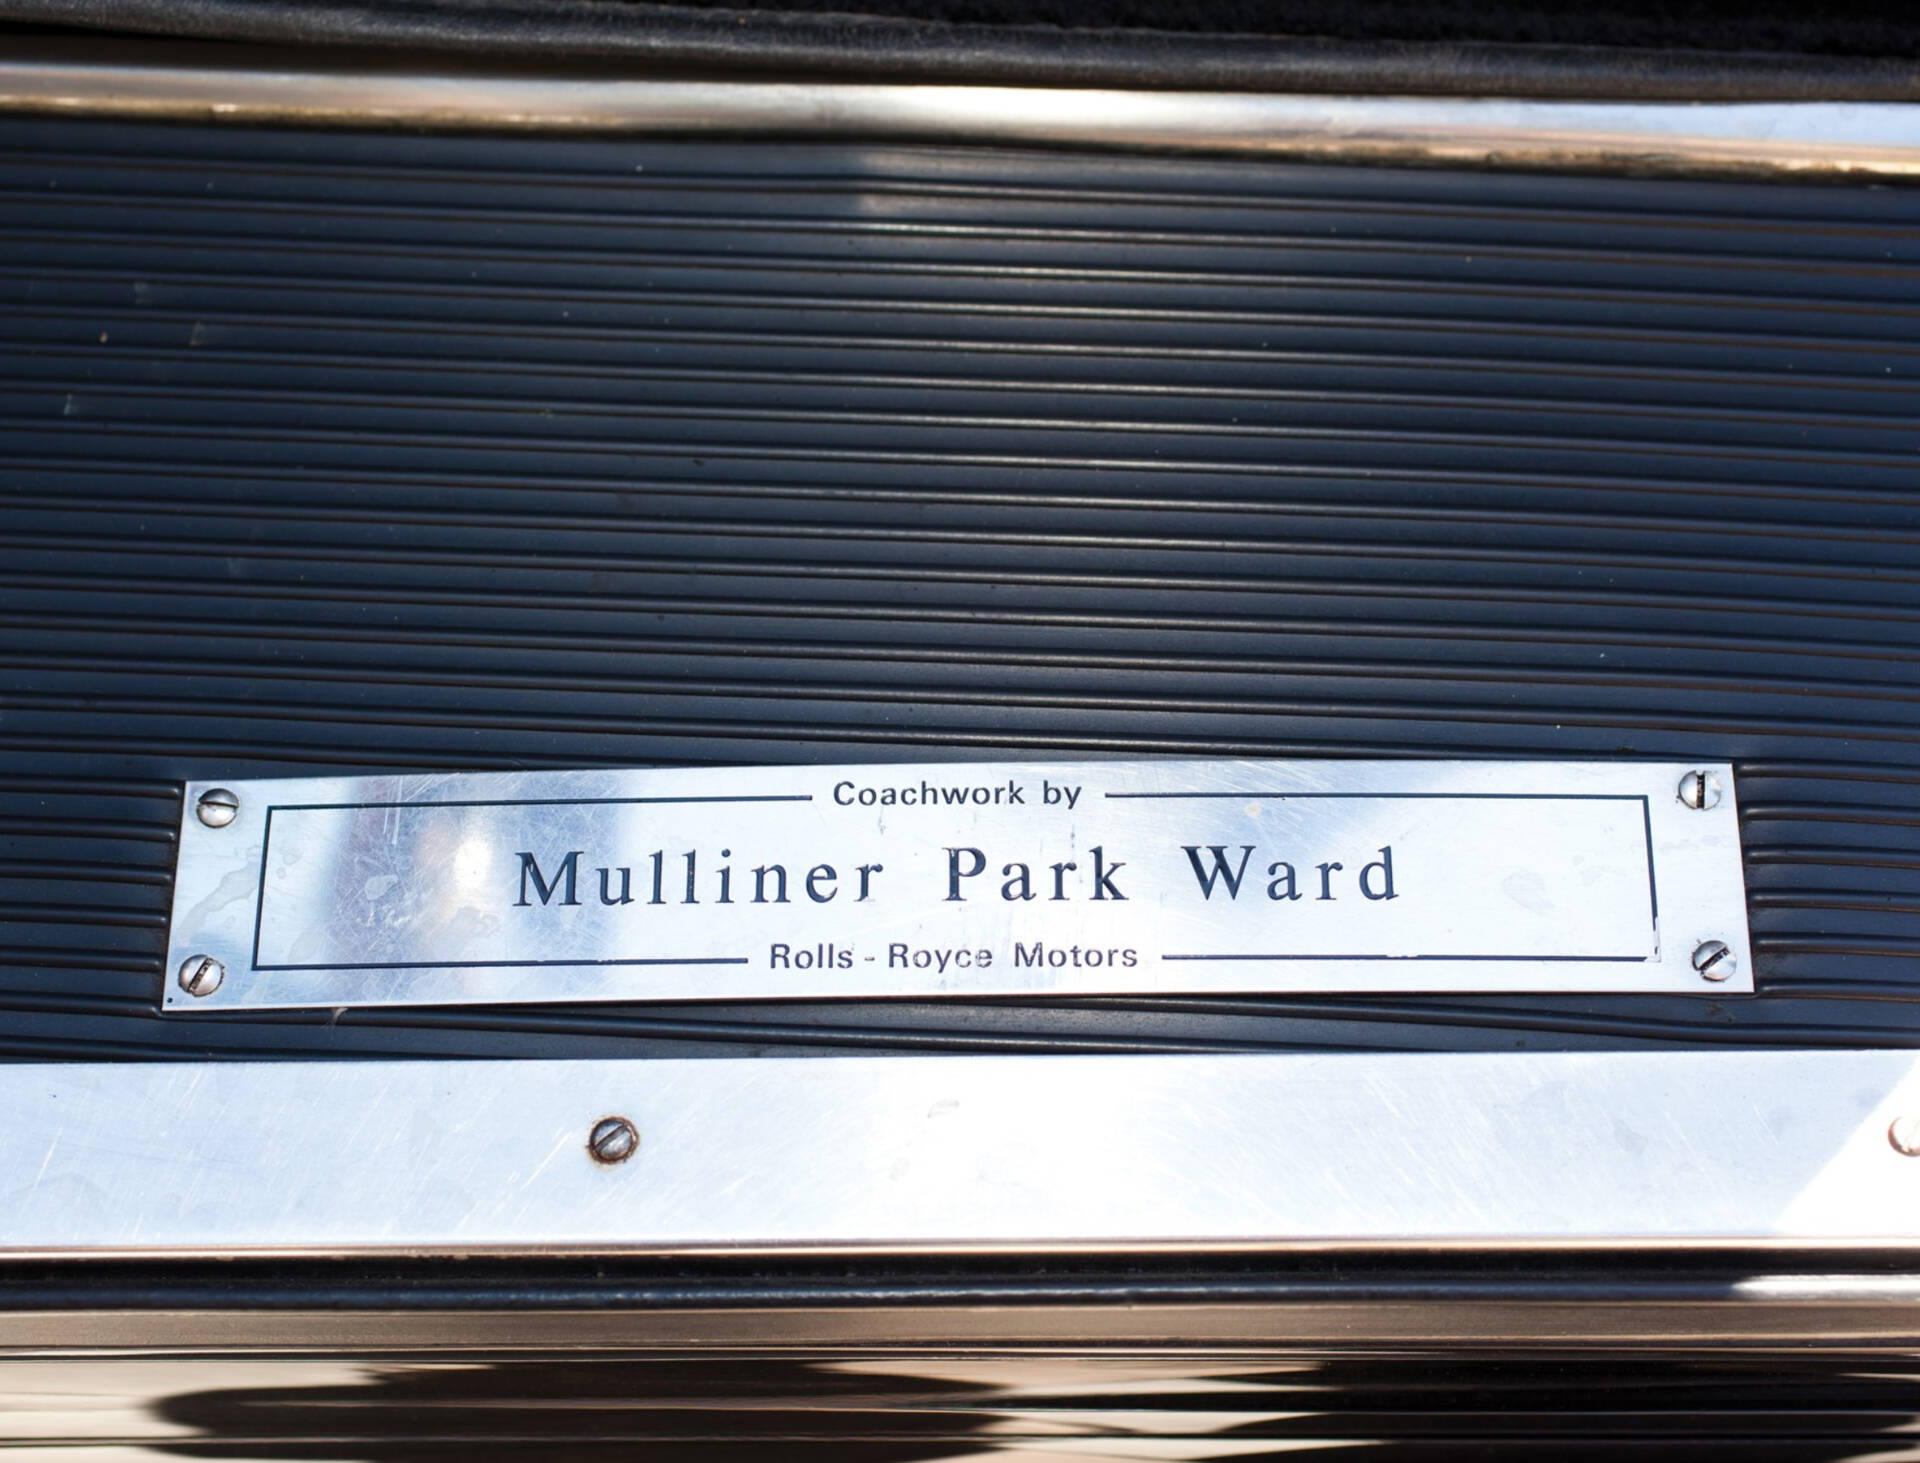 Coachwork by
Mulliner Park Ward
Rolls-Royce Motors